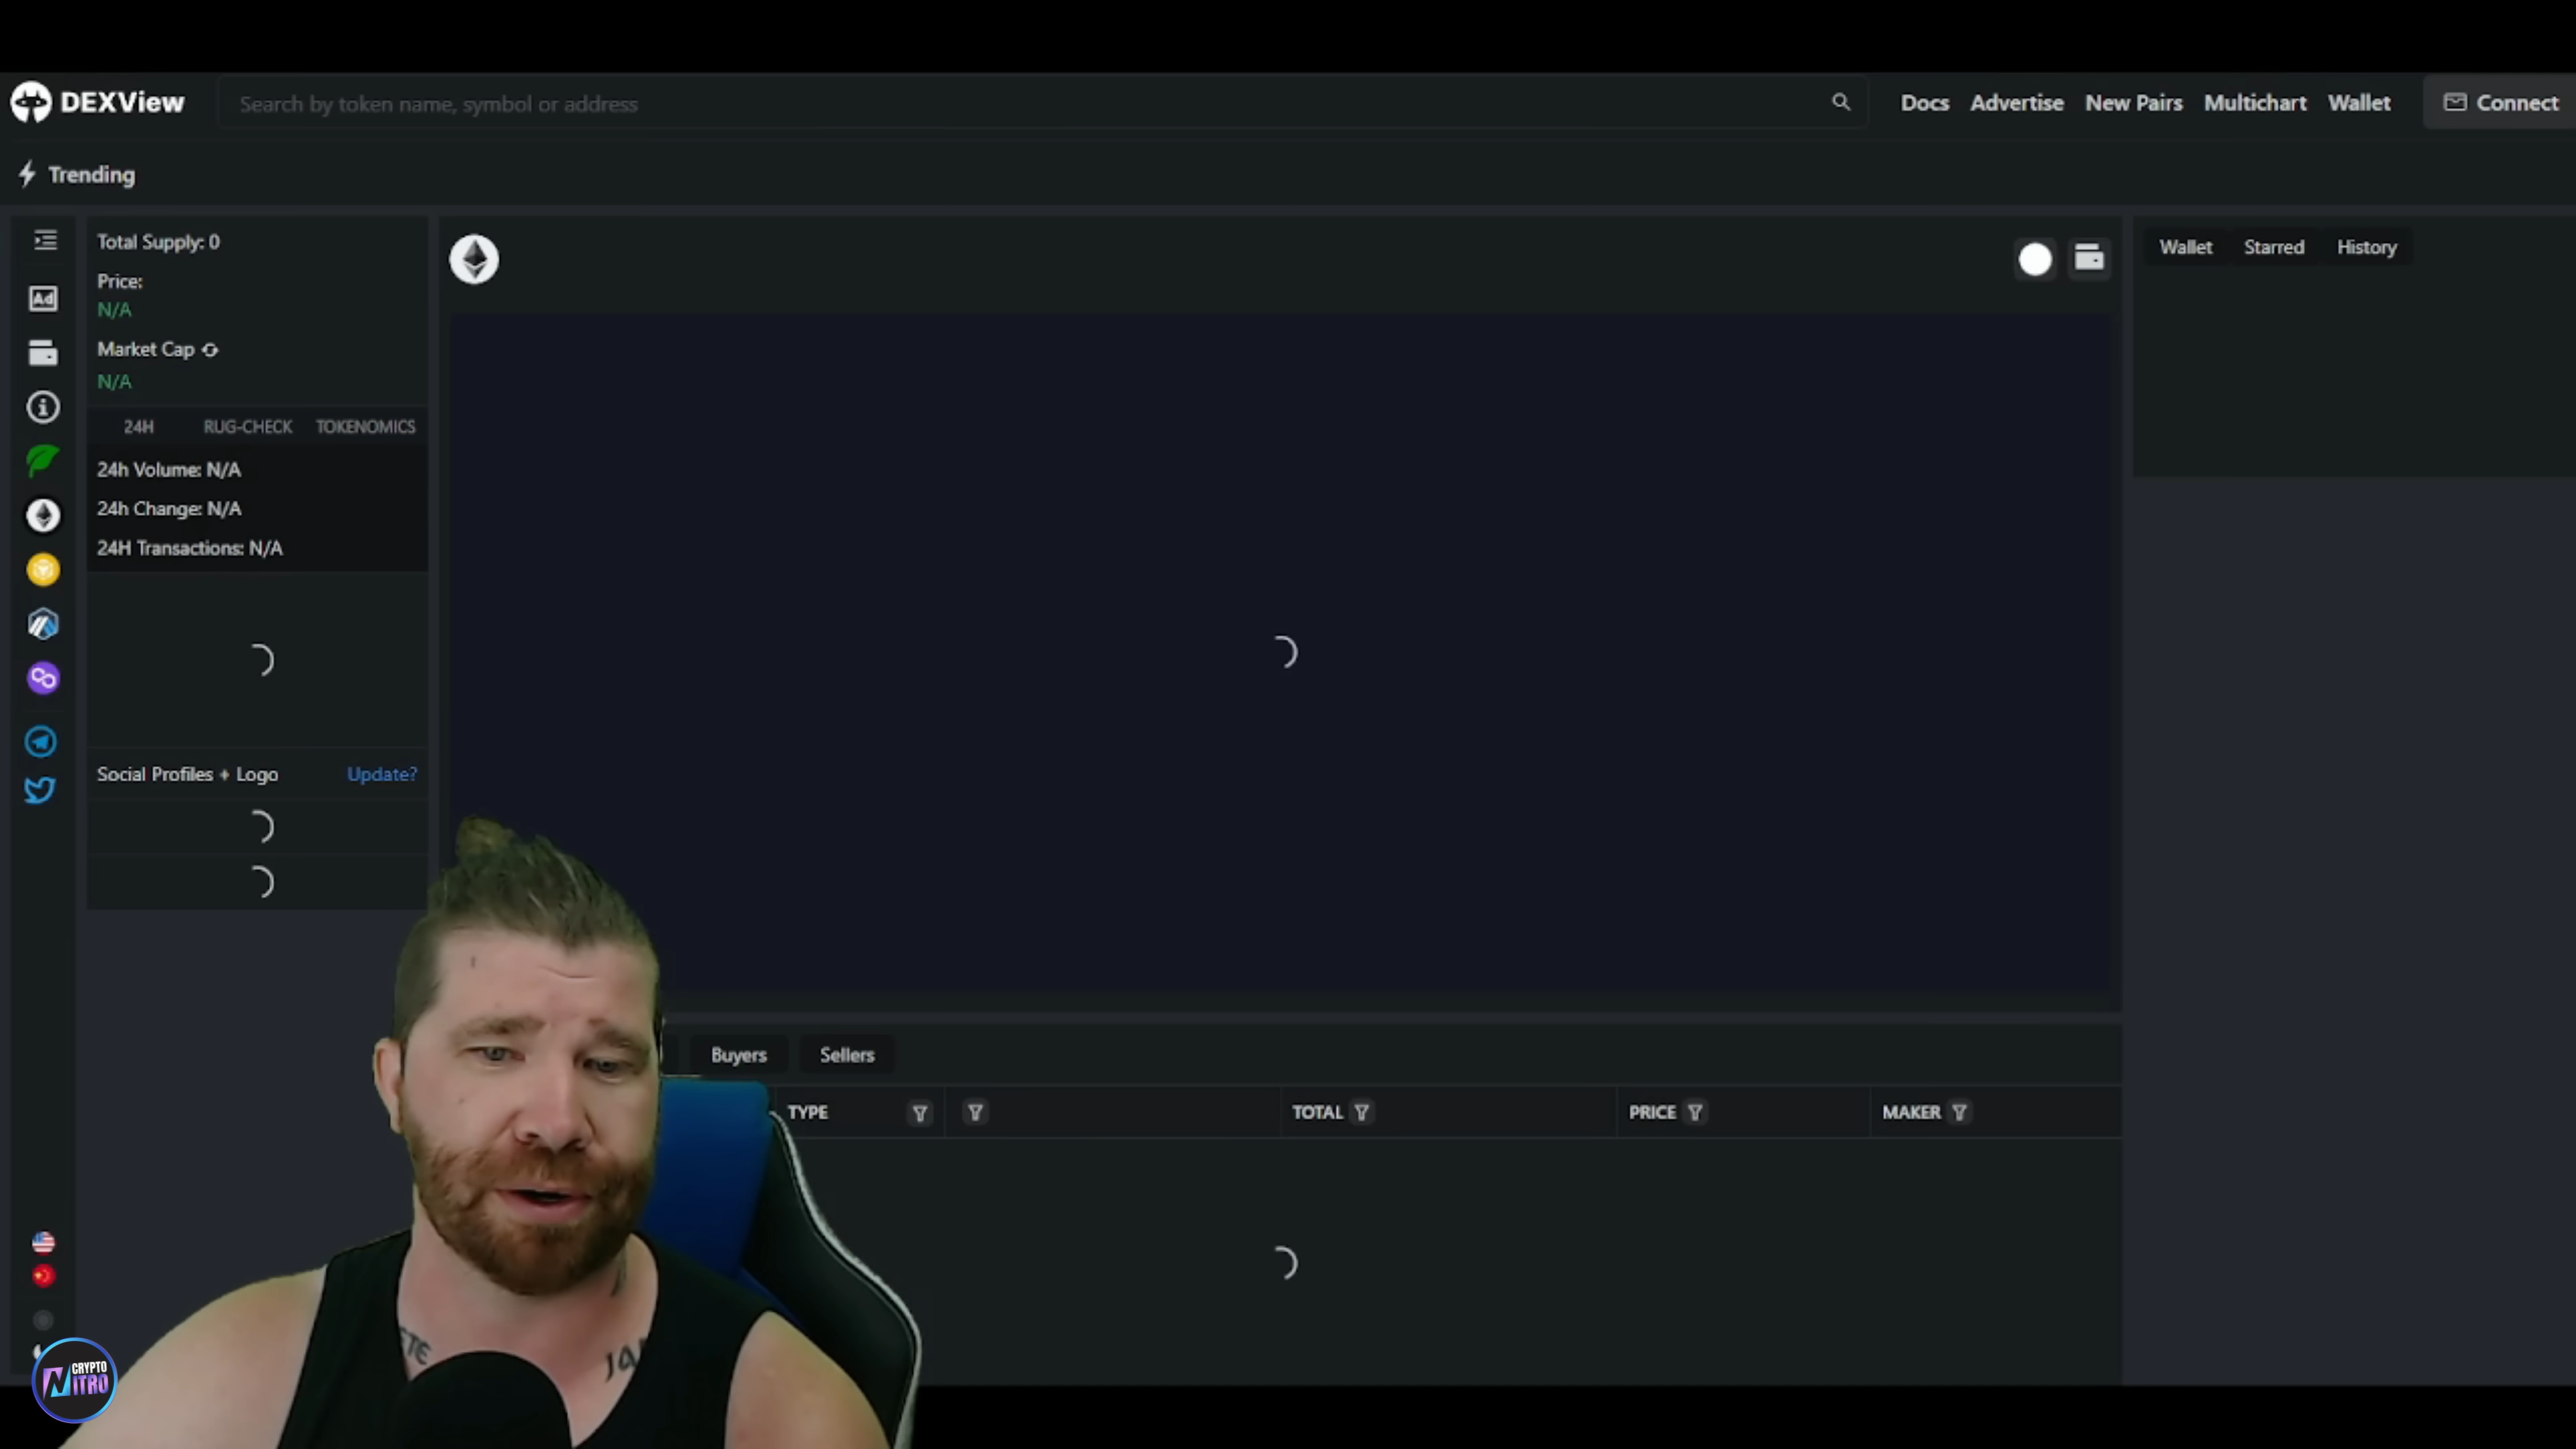 DEXView
Search by token name, symbol or address
Docs
Advertise
New Pairs
Multichart
Wallet
Connect
Trending
Total Supply: 0
Price:
N/A
Market Cap
N/A
24H
RUG-CHECK
TOKENOMICS
24h Volume: N/A
24h Change: N/A
24H Transactions: N/A
Social Profiles + Logo
Update?
Wallet
Starred
History
Ad
Buyers
Sellers
TYPE
TOTAL
PRICE
MAKER
CRYPTO
NITRO